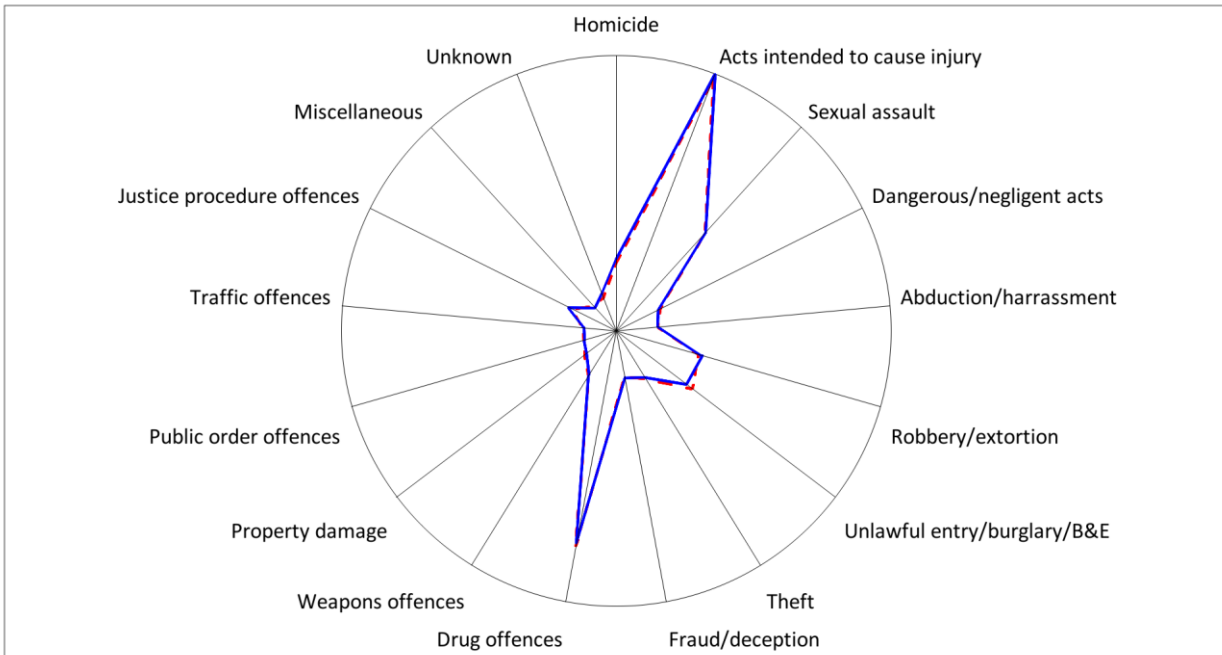 Homicide
Unknown
Acts intended to cause injury
Miscellaneous
Sexual assault
Justice procedure offences
Dangerous/negligent acts
Traffic offences
Abduction/harrassment
Public order offences
Robbery/extortion
Property damage
Unlawful entry/burglary/B&E
Weapons offences
Theft
Drug offences
Fraud/deception